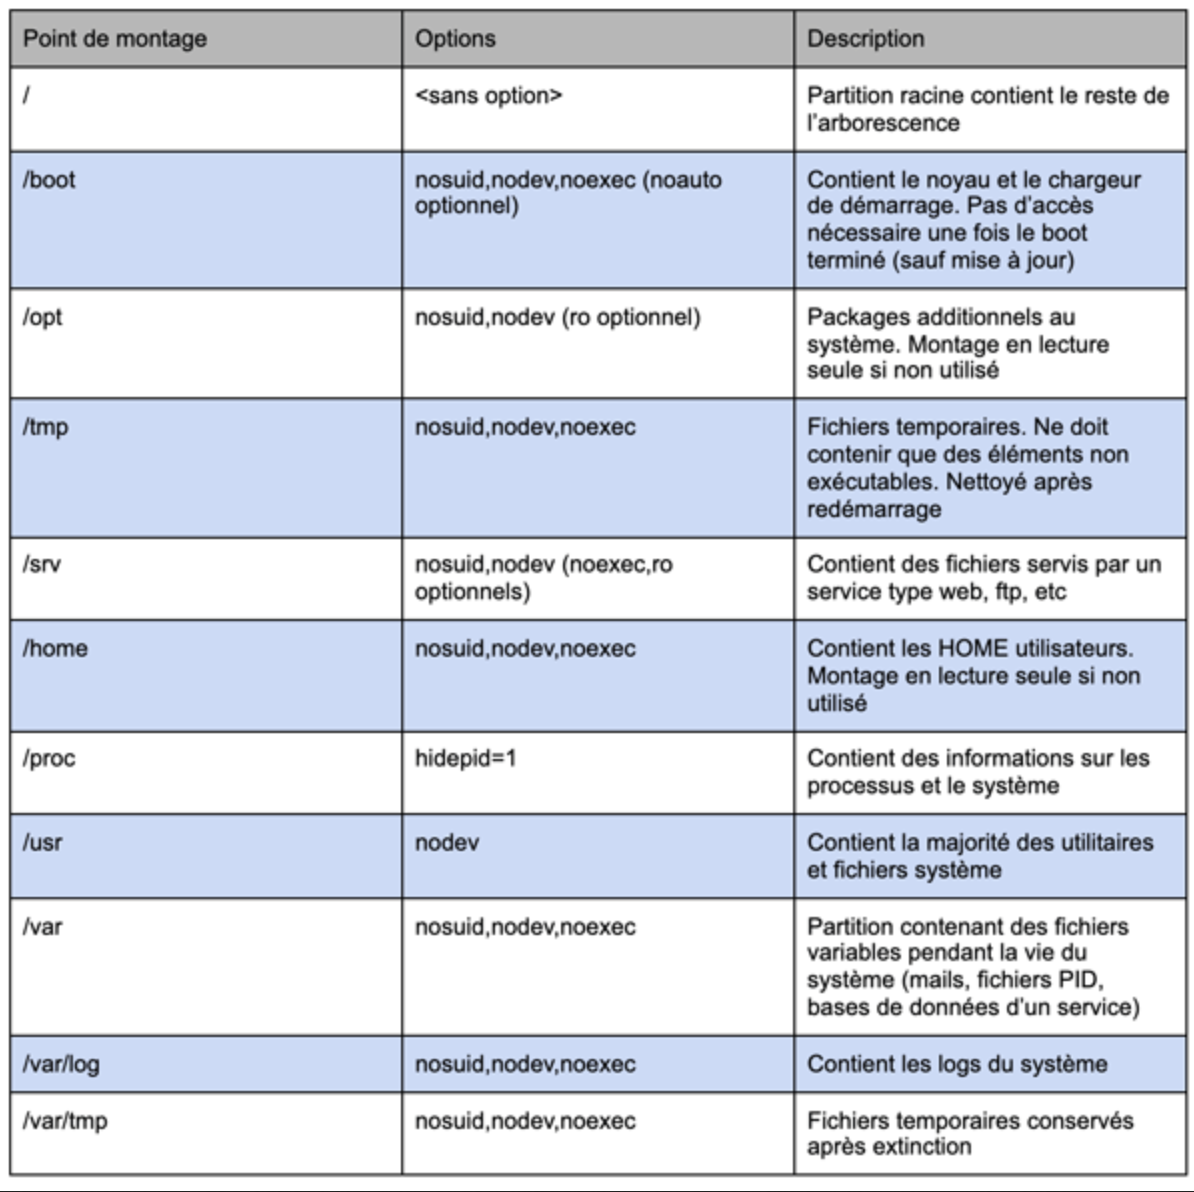 Point de montage
Options
Description
/
<sans option>
Partition racine contient le reste de
l'arborescence
/boot
nosuid,nodev,noexec (noauto
optionnel)
Contient le noyau et le chargeur
de démarrage. Pas d'accès
nécessaire une fois le boot
terminé (sauf mise à jour)
/opt
nosuid,nodev (ro optionnel)
Packages additionnels au
système. Montage en lecture
seule si non utilisé
/tmp
nosuid,nodev,noexec
Fichiers temporaires. Ne doit
contenir que des éléments non
exécutables. Nettoyé après
redémarrage
/srv
nosuid,nodev (noexec,ro
optionnels)
Contient des fichiers servis par un
service type web, ftp, etc
/home
nosuid,nodev,noexec
Contient les HOME utilisateurs.
Montage en lecture seule si non
utilisé
/proc
hidepid=1
Contient des informations sur les
processus et le système
/usr
nodev
Contient la majorité des utilitaires
et fichiers système
/var
nosuid,nodev,noexec
Partition contenant des fichiers
variables pendant la vie du
système (mails, fichiers PID,
bases de données d'un service)
/var/log
nosuid,nodev,noexec
Contient les logs du système
/var/tmp
nosuid,nodev,noexec
Fichiers temporaires conservés
après extinction